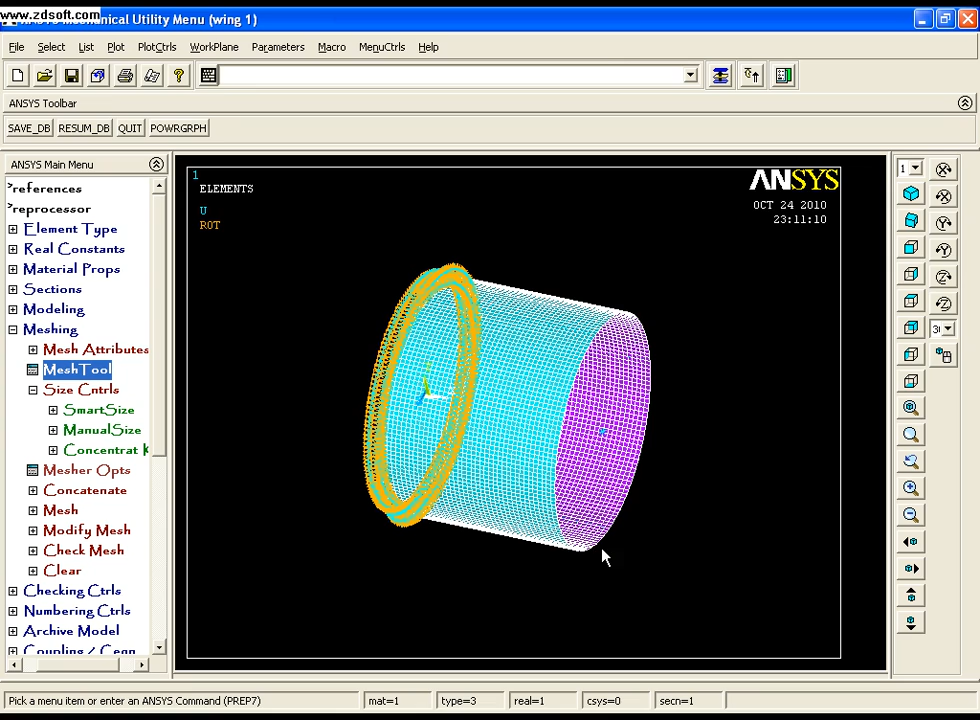 www.zdsoft.com
ANSYS Mechanical Utility Menu (wing 1)
File Select List Plot PlotCtrls WorkPlane Parameters Macro MenuCtrls Help
ANSYS Toolbar
SAVE_DB RESUM_DB QUIT POWRGRPH
ANSYS Main Menu
>references
>reprocessor
Element Type
Real Constants
Material Props
Sections
Modeling
Meshing
Mesh Attributes
MeshTool
Size Cntrls
SmartSize
ManualSize
Concentrat K
Mesher Opts
Concatenate
Mesh
Modify Mesh
Check Mesh
Clear
Checking Ctrls
Numbering Ctrls
Archive Model
Coupling / Ceqn
1
ELEMENTS
U
ROT
ANSYS
OCT 24 2010
23:11:10
1
Pick a menu item or enter an ANSYS Command (PREP7) mat=1 type=3 real=1 csys=0 secn=1